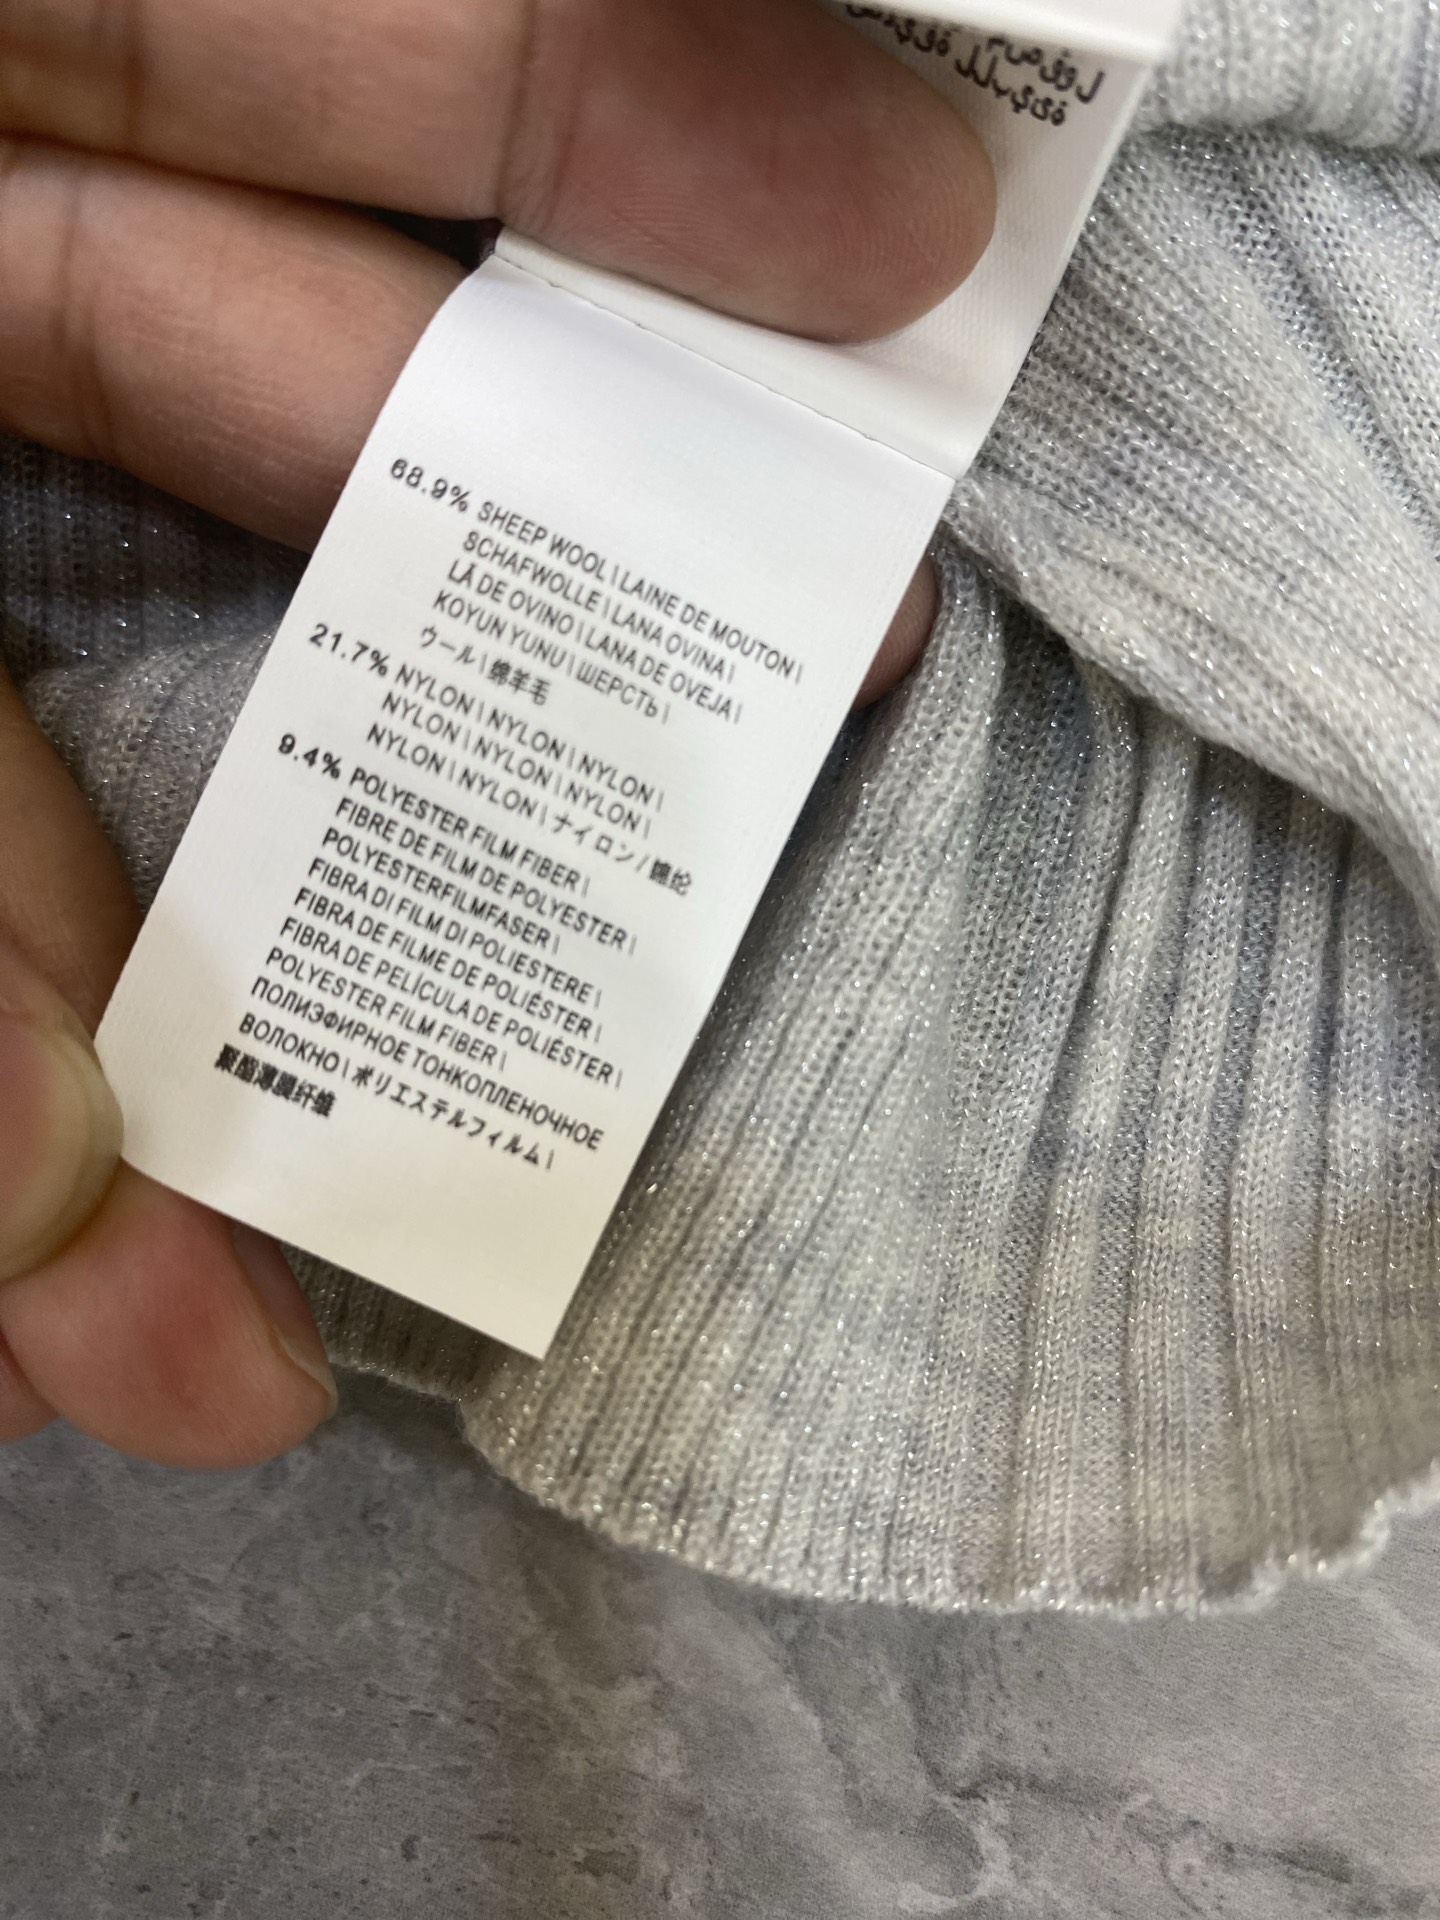 68.9% SHEEP WOOL \ LAINE DE MOUTON \
SCHAFWOLLE \ LANA OVINA \
LÃ DE OVINO \ LANA DE OVEJA \
KOYUN YUNU \ ШЕРСТЬ \
ウール \ 绵羊毛
21.7% NYLON \ NYLON \ NYLON \
NYLON \ NYLON \ NYLON \
NYLON \ NYLON \ ナイロン / 锦纶
9.4% POLYESTER FILM FIBER \
FIBRE DE FILM DE POLYESTER \
POLYESTERFILMFASER \
FIBRA DI FILM DI POLIESTERE \
FIBRA DE FILME DE POLIÉSTER \
FIBRA DE PELÍCULA DE POLIÉSTER \
POLYESTER FILM FIBER \
ПОЛИЭФИРНОЕ ТОНКОПЛЕНОЧНОЕ
ВОЛОКНО \ ポリエステルフィルム \
聚酯薄膜纤维